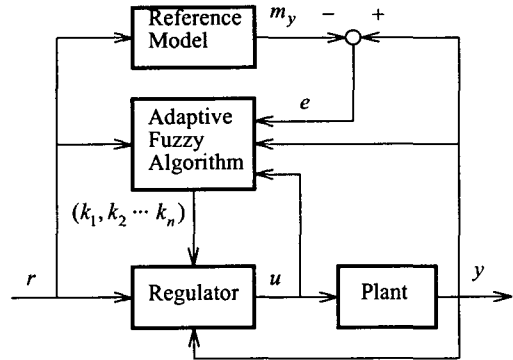 Reference
Model
m_y
−
+
e
Adaptive
Fuzzy
Algorithm
(k_1, k_2 ··· k_n)
r
Regulator
u
Plant
y